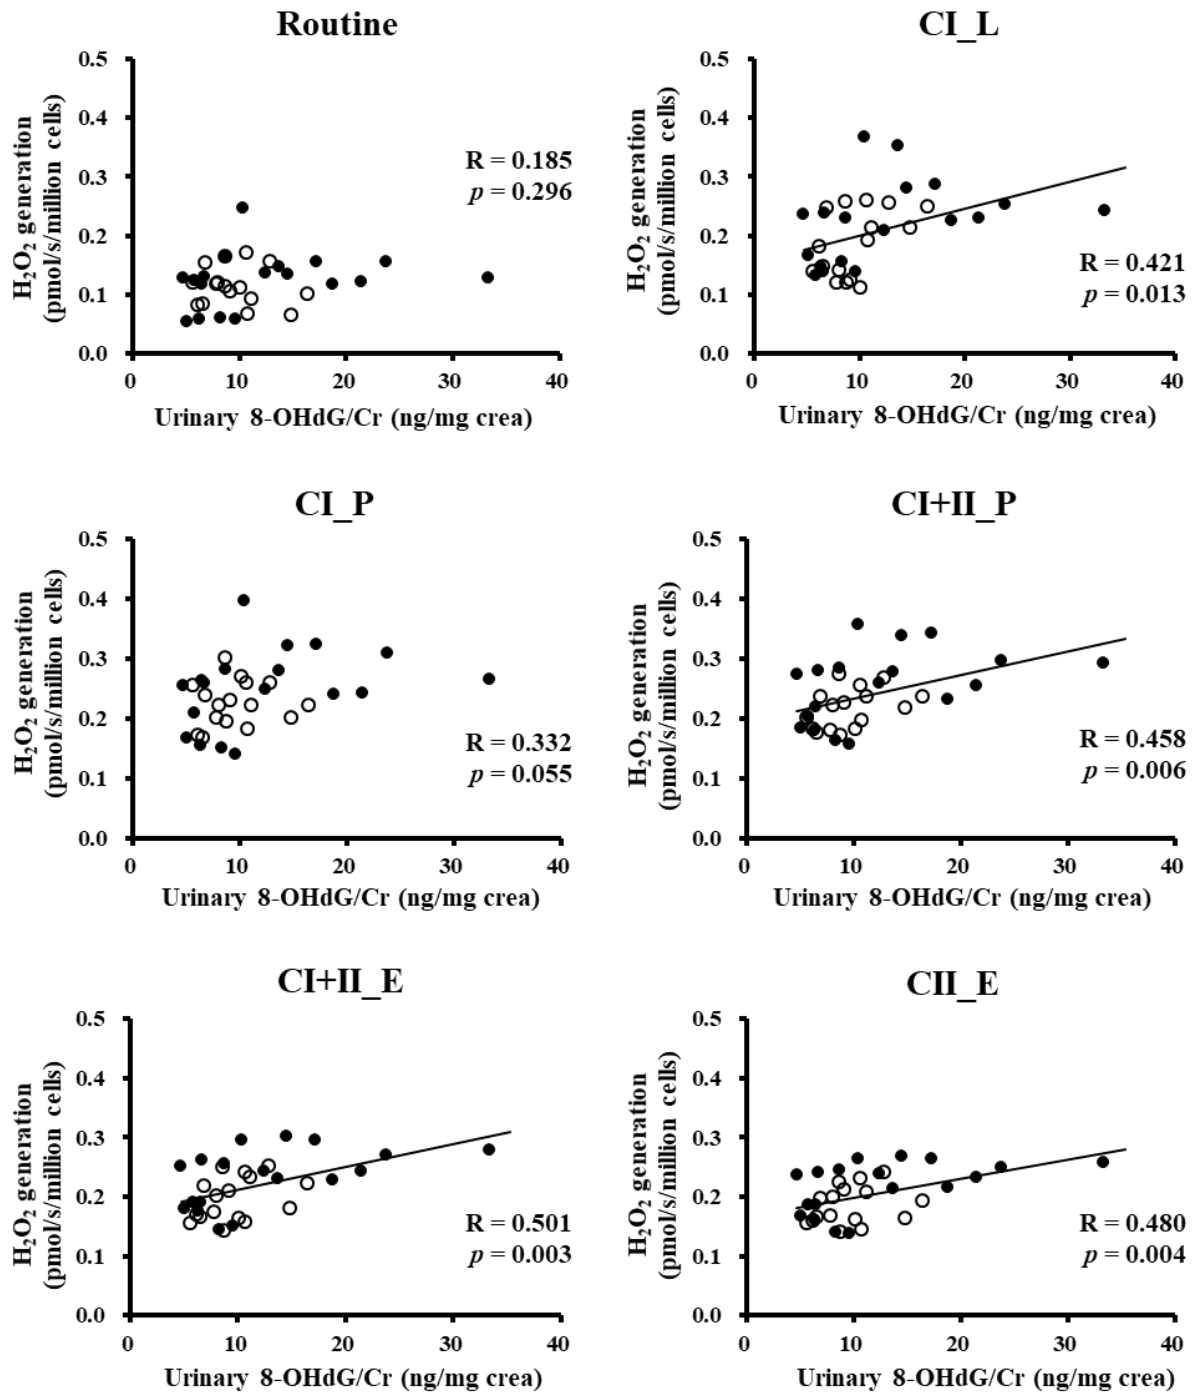 Routine
H₂O₂ generation
(pmol/s/million cells)
0.5
0.4
0.3
0.2
0.1
0.0
R = 0.185
p = 0.296
0 10 20 30 40
Urinary 8-OHdG/Cr (ng/mg crea)
CI_L
H₂O₂ generation
(pmol/s/million cells)
0.5
0.4
0.3
0.2
0.1
0.0
R = 0.421
p = 0.013
0 10 20 30 40
Urinary 8-OHdG/Cr (ng/mg crea)
CI_P
H₂O₂ generation
(pmol/s/million cells)
0.5
0.4
0.3
0.2
0.1
0.0
R = 0.332
p = 0.055
0 10 20 30 40
Urinary 8-OHdG/Cr (ng/mg crea)
CI+II_P
H₂O₂ generation
(pmol/s/million cells)
0.5
0.4
0.3
0.2
0.1
0.0
R = 0.458
p = 0.006
0 10 20 30 40
Urinary 8-OHdG/Cr (ng/mg crea)
CI+II_E
H₂O₂ generation
(pmol/s/million cells)
0.5
0.4
0.3
0.2
0.1
0.0
R = 0.501
p = 0.003
0 10 20 30 40
Urinary 8-OHdG/Cr (ng/mg crea)
CII_E
H₂O₂ generation
(pmol/s/million cells)
0.5
0.4
0.3
0.2
0.1
0.0
R = 0.480
p = 0.004
0 10 20 30 40
Urinary 8-OHdG/Cr (ng/mg crea)